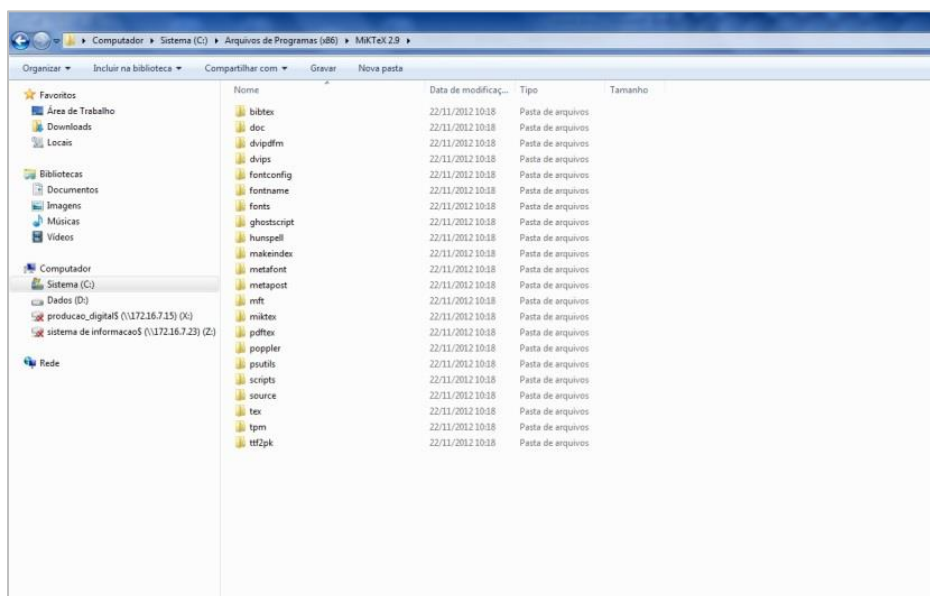 Computador Sistema (C:) Arquivos de Programas (x86) MiKTeX 2.9
Organizar Incluir na biblioteca Compartilhar com Gravar Nova pasta
Favoritos
Área de Trabalho
Downloads
Locais
Bibliotecas
Documentos
Imagens
Músicas
Vídeos
Computador
Sistema (C:)
Dados (D:)
producao_digital$ (\\172.16.7.15) (X:)
sistema de informacao$ (\\172.16.7.23) (Z:)
Rede
Nome Data de modificaç... Tipo Tamanho
bibtex 22/11/2012 10:18 Pasta de arquivos
doc 22/11/2012 10:18 Pasta de arquivos
dvipdfm 22/11/2012 10:18 Pasta de arquivos
dvips 22/11/2012 10:18 Pasta de arquivos
fontconfig 22/11/2012 10:18 Pasta de arquivos
fontname 22/11/2012 10:18 Pasta de arquivos
fonts 22/11/2012 10:18 Pasta de arquivos
ghostscript 22/11/2012 10:18 Pasta de arquivos
hunspell 22/11/2012 10:18 Pasta de arquivos
makeindex 22/11/2012 10:18 Pasta de arquivos
metafont 22/11/2012 10:18 Pasta de arquivos
metapost 22/11/2012 10:18 Pasta de arquivos
mft 22/11/2012 10:18 Pasta de arquivos
miktex 22/11/2012 10:18 Pasta de arquivos
pdftex 22/11/2012 10:18 Pasta de arquivos
poppler 22/11/2012 10:18 Pasta de arquivos
psutils 22/11/2012 10:18 Pasta de arquivos
scripts 22/11/2012 10:18 Pasta de arquivos
source 22/11/2012 10:18 Pasta de arquivos
tex 22/11/2012 10:18 Pasta de arquivos
tpm 22/11/2012 10:18 Pasta de arquivos
ttf2pk 22/11/2012 10:18 Pasta de arquivos